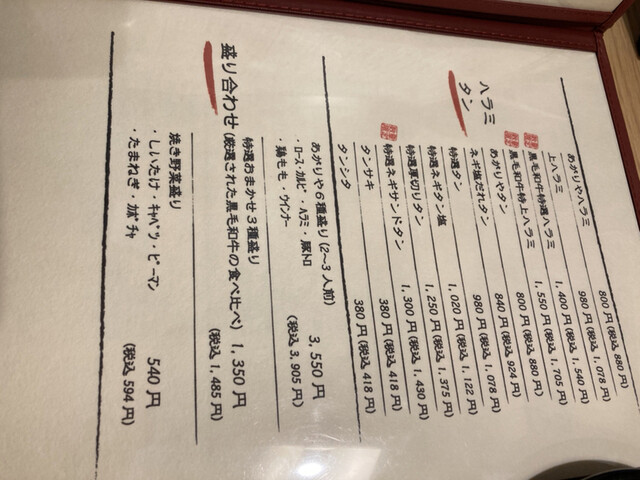 ハラミ
タン
あがりやハラミ 800円(税込880円)
上ハラミ 980円(税込1,078円)
黒毛和牛特選ハラミ 1,400円(税込1,540円)
黒毛和牛特上ハラミ 1,550円(税込1,705円)
あがりやタン 800円(税込880円)
ネギ塩だれタン 840円(税込924円)
特選タン 980円(税込1,078円)
特選ネギタン塩 1,020円(税込1,122円)
特選厚切りタン 1,250円(税込1,375円)
特選ネギサンドタン 1,300円(税込1,430円)
タンサキ 380円(税込418円)
タンシタ 380円(税込418円)
盛り合わせ
あがりや6種盛り(2〜3人前) 3,550円
・ロース・カルビ・ハラミ・豚トロ (税込3,905円)
・鶏もも・ウインナー
特選おまかせ3種盛り
(厳選された黒毛和牛の食べ比べ) 1,350円
(税込1,485円)
焼き野菜盛り
・しいたけ・キャベツ・ピーマン 540円
・たまねぎ・カボチャ (税込594円)